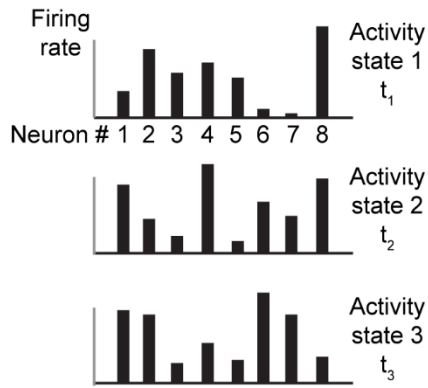 Firing
rate
Activity
state 1
t₁
Neuron # 1 2 3 4 5 6 7 8
Activity
state 2
t₂
Activity
state 3
t₃